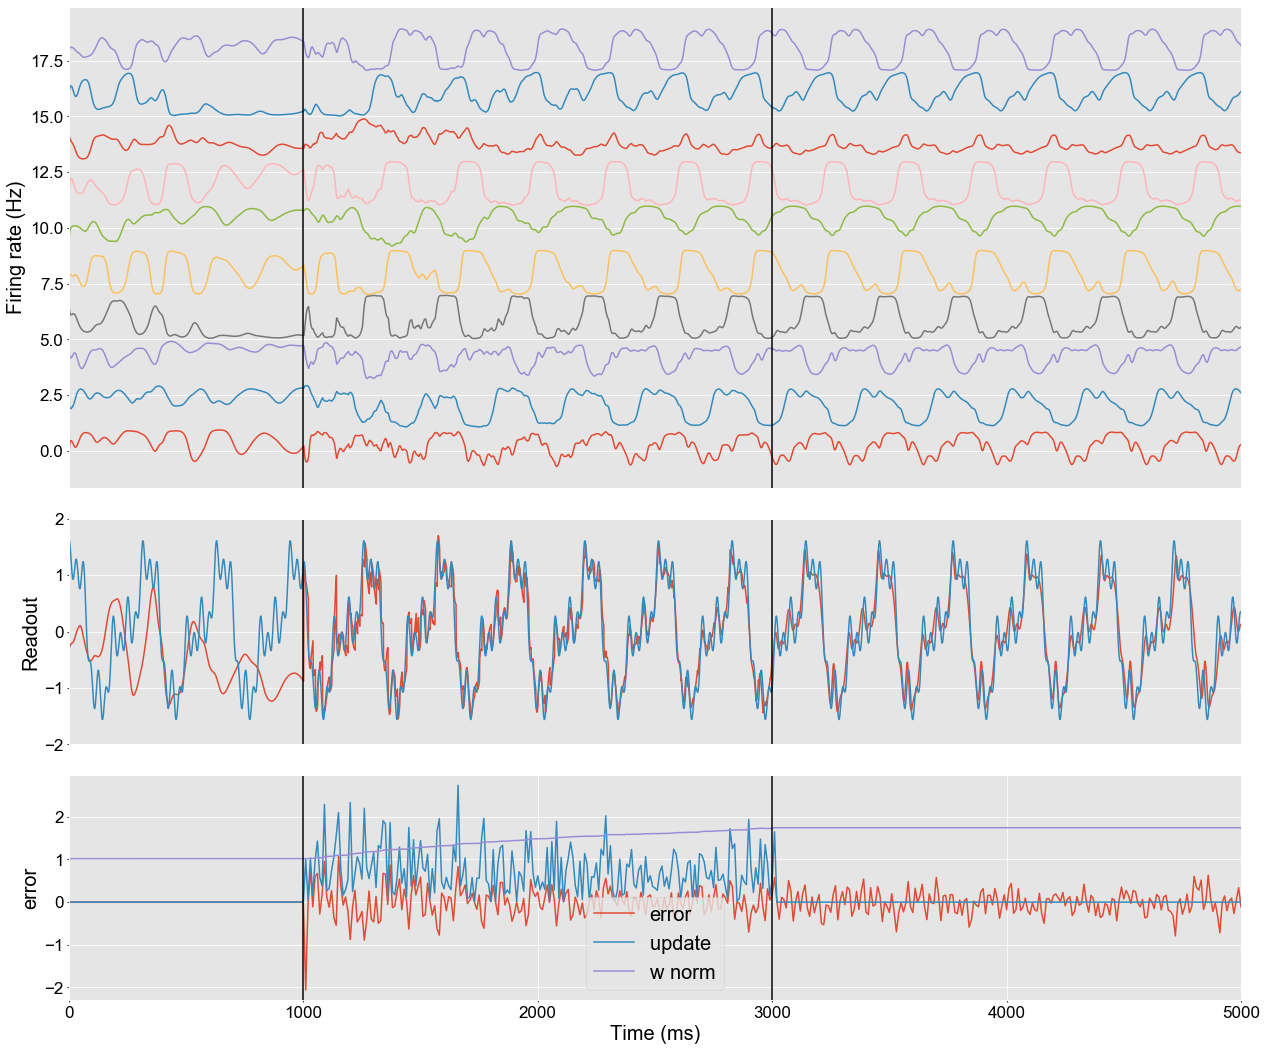 Firing rate (Hz)
17.5
15.0
12.5
10.0
7.5
5.0
2.5
0.0
Readout
2
1
0
−1
−2
error
2
1
0
−1
−2
error
update
w norm
0 1000 2000 3000 4000 5000
Time (ms)